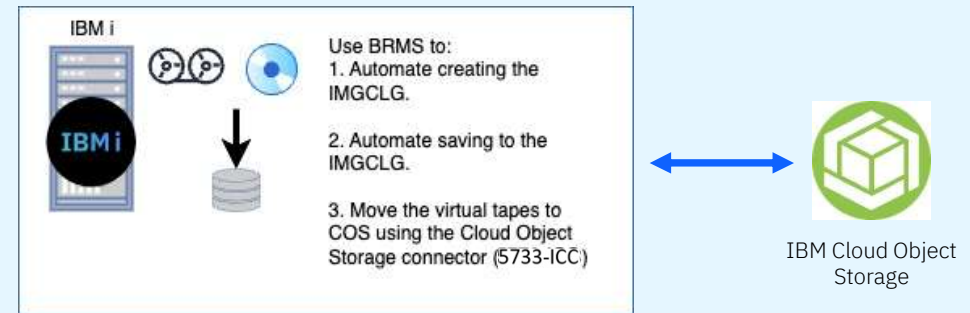 IBM i
IBM i
Use BRMS to:
1. Automate creating the
IMGCLG.
2. Automate saving to the
IMGCLG.
3. Move the virtual tapes to
COS using the Cloud Object
Storage connector (5733-ICC)
IBM Cloud Object
Storage